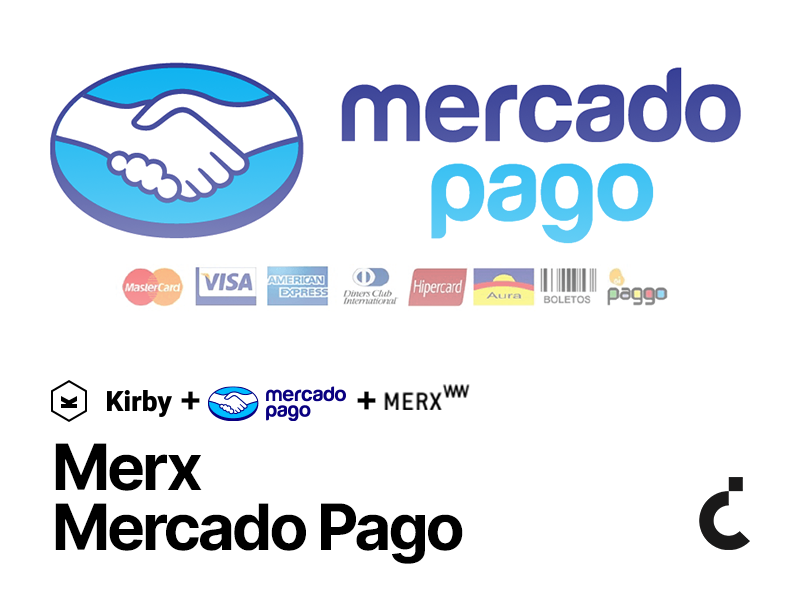 mercado
pago
MasterCard VISA AMERICAN EXPRESS Diners Club International Hipercard Aura BOLETOS paggo
Kirby + mercado pago + MERX WW
Merx
Mercado Pago